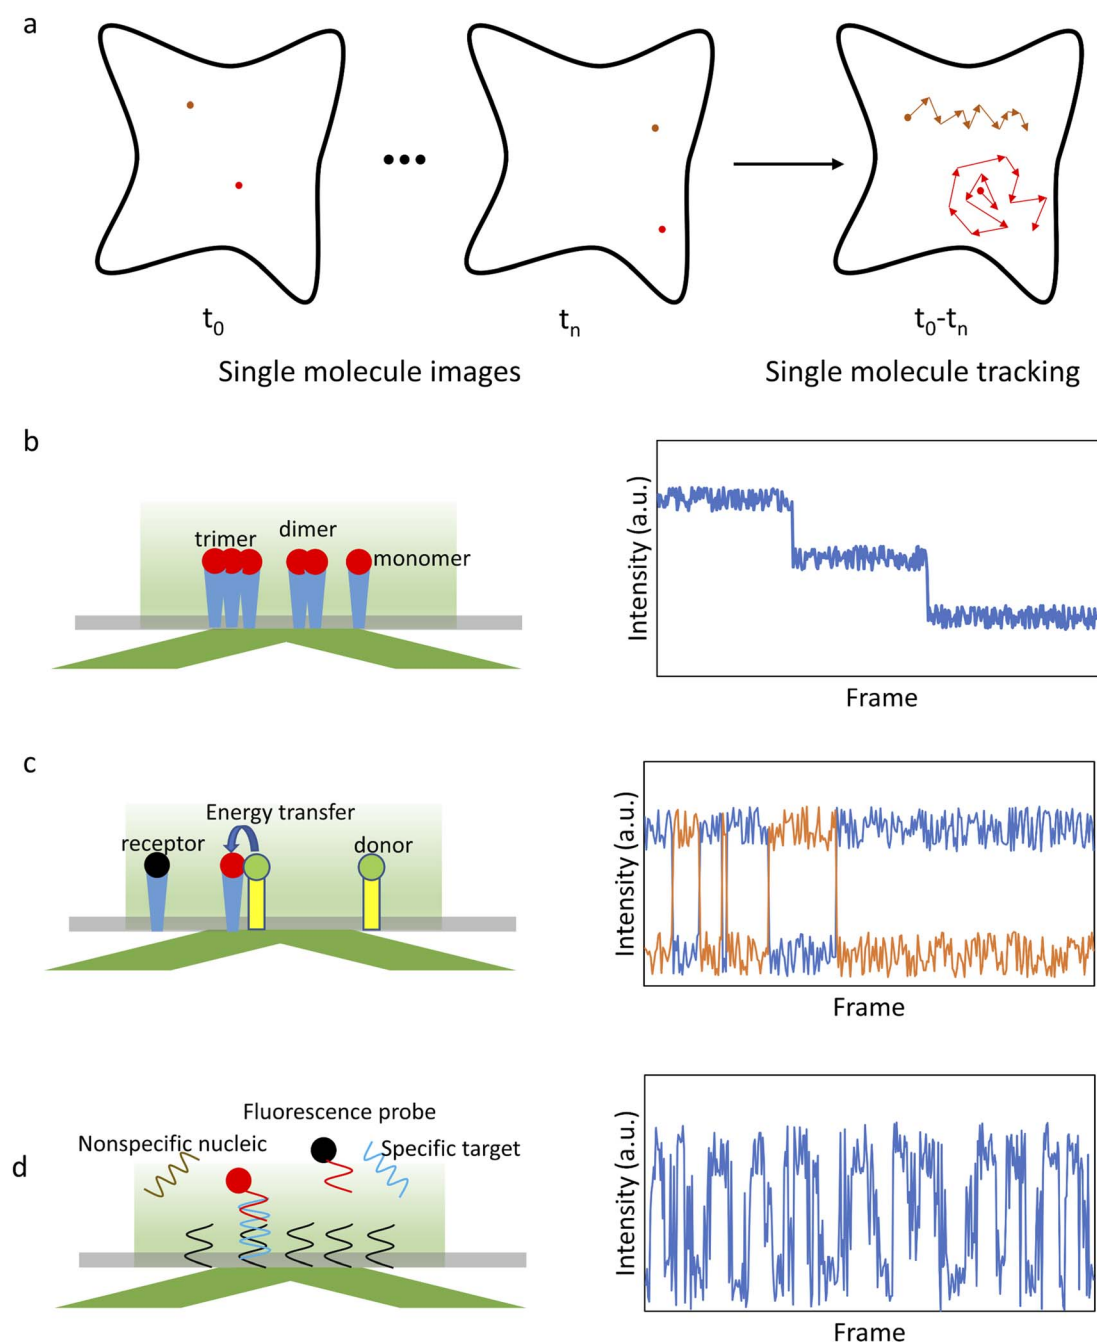 a
t₀
tₙ
t₀-tₙ
Single molecule images
Single molecule tracking
b
trimer
dimer
monomer
Intensity (a.u.)
Frame
c
Energy transfer
receptor
donor
Intensity (a.u.)
Frame
d
Fluorescence probe
Nonspecific nucleic
Specific target
Intensity (a.u.)
Frame